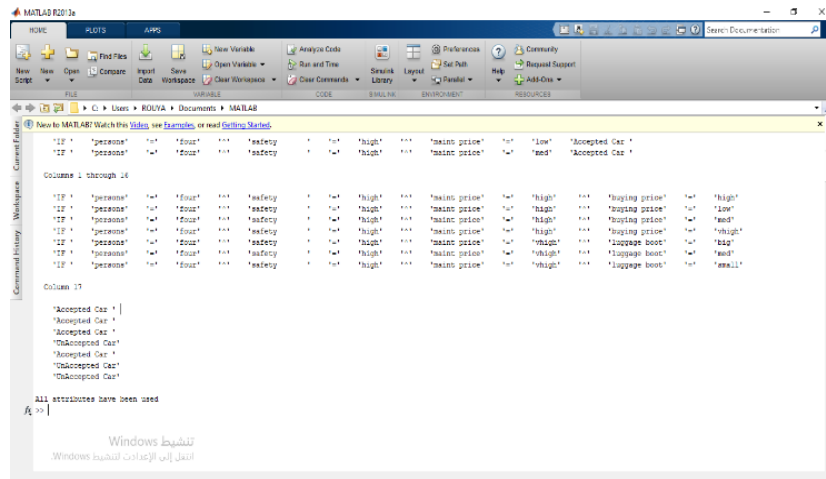 MATLAB R2013a
HOME PLOTS APPS Search Documentation
New Script New Open Find Files Compare Import Data Save Workspace New Variable Open Variable Clear Workspace Analyze Code Run and Time Clear Commands Simulink Library Layout Preferences Set Path Parallel Help Community Request Support Add-Ons
FILE VARIABLE CODE SIMULINK ENVIRONMENT RESOURCES
C: Users ROUYA Documents MATLAB
Current Folder
Workspace
Command History
New to MATLAB? Watch this Video, see Examples, or read Getting Started.
'IF ' 'persons' '=' 'four' '^' 'safety ' '=' 'high' '^' 'maint price' '=' 'low' 'Accepted Car '
'IF ' 'persons' '=' 'four' '^' 'safety ' '=' 'high' '^' 'maint price' '=' 'med' 'Accepted Car '
Columns 1 through 16
'IF ' 'persons' '=' 'four' '^' 'safety ' '=' 'high' '^' 'maint price' '=' 'high' '^' 'buying price' '=' 'high'
'IF ' 'persons' '=' 'four' '^' 'safety ' '=' 'high' '^' 'maint price' '=' 'high' '^' 'buying price' '=' 'low'
'IF ' 'persons' '=' 'four' '^' 'safety ' '=' 'high' '^' 'maint price' '=' 'high' '^' 'buying price' '=' 'med'
'IF ' 'persons' '=' 'four' '^' 'safety ' '=' 'high' '^' 'maint price' '=' 'high' '^' 'buying price' '=' 'vhigh'
'IF ' 'persons' '=' 'four' '^' 'safety ' '=' 'high' '^' 'maint price' '=' 'vhigh' '^' 'luggage boot' '=' 'big'
'IF ' 'persons' '=' 'four' '^' 'safety ' '=' 'high' '^' 'maint price' '=' 'vhigh' '^' 'luggage boot' '=' 'med'
'IF ' 'persons' '=' 'four' '^' 'safety ' '=' 'high' '^' 'maint price' '=' 'vhigh' '^' 'luggage boot' '=' 'small'
Column 17
'Accepted Car '
'Accepted Car '
'Accepted Car '
'UnAccepted Car'
'Accepted Car '
'UnAccepted Car'
'UnAccepted Car'
All attributes have been used
fx >>
تنشيط Windows
انتقل إلى الإعدادات لتنشيط Windows.